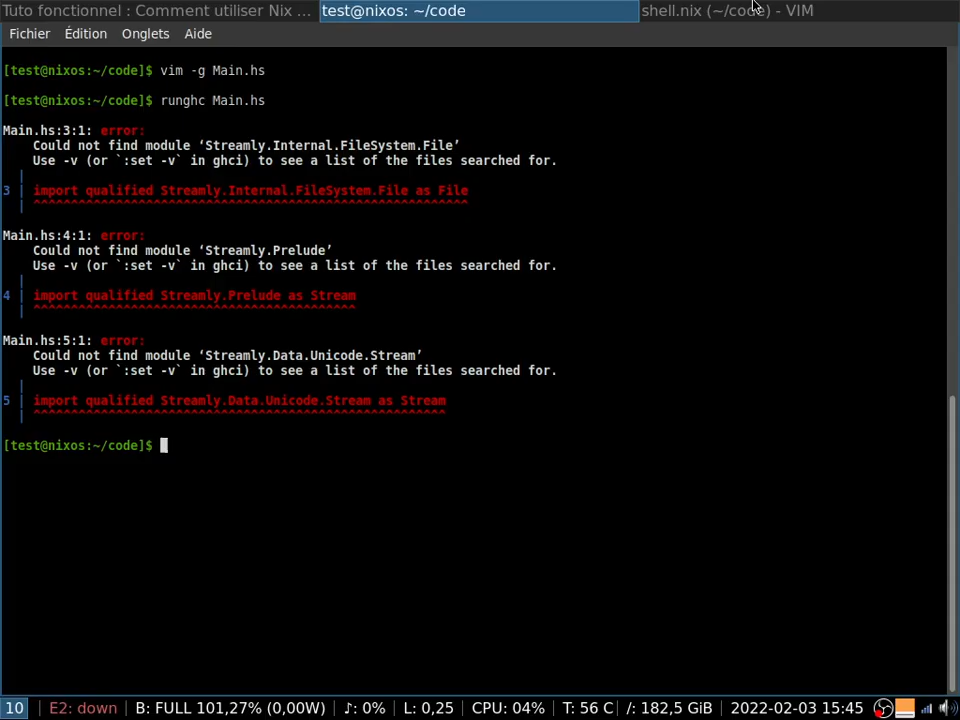 Tuto fonctionnel : Comment utiliser Nix ... test@nixos: ~/code shell.nix (~/code) - VIM
Fichier Édition Onglets Aide
[test@nixos:~/code]$ vim -g Main.hs
[test@nixos:~/code]$ runghc Main.hs
Main.hs:3:1: error:
    Could not find module ‘Streamly.Internal.FileSystem.File’
    Use -v (or `:set -v` in ghci) to see a list of the files searched for.
  |
3 | import qualified Streamly.Internal.FileSystem.File as File
  | ^^^^^^^^^^^^^^^^^^^^^^^^^^^^^^^^^^^^^^^^^^^^^^^^^^^^^^^^^^
Main.hs:4:1: error:
    Could not find module ‘Streamly.Prelude’
    Use -v (or `:set -v` in ghci) to see a list of the files searched for.
  |
4 | import qualified Streamly.Prelude as Stream
  | ^^^^^^^^^^^^^^^^^^^^^^^^^^^^^^^^^^^^^^^^^^^
Main.hs:5:1: error:
    Could not find module ‘Streamly.Data.Unicode.Stream’
    Use -v (or `:set -v` in ghci) to see a list of the files searched for.
  |
5 | import qualified Streamly.Data.Unicode.Stream as Stream
  | ^^^^^^^^^^^^^^^^^^^^^^^^^^^^^^^^^^^^^^^^^^^^^^^^^^^^^^^
[test@nixos:~/code]$
10 | E2: down | B: FULL 101,27% (0,00W) | ♪: 0% | L: 0,25 | CPU: 04% | T: 56 C | /: 182,5 GiB | 2022-02-03 15:45